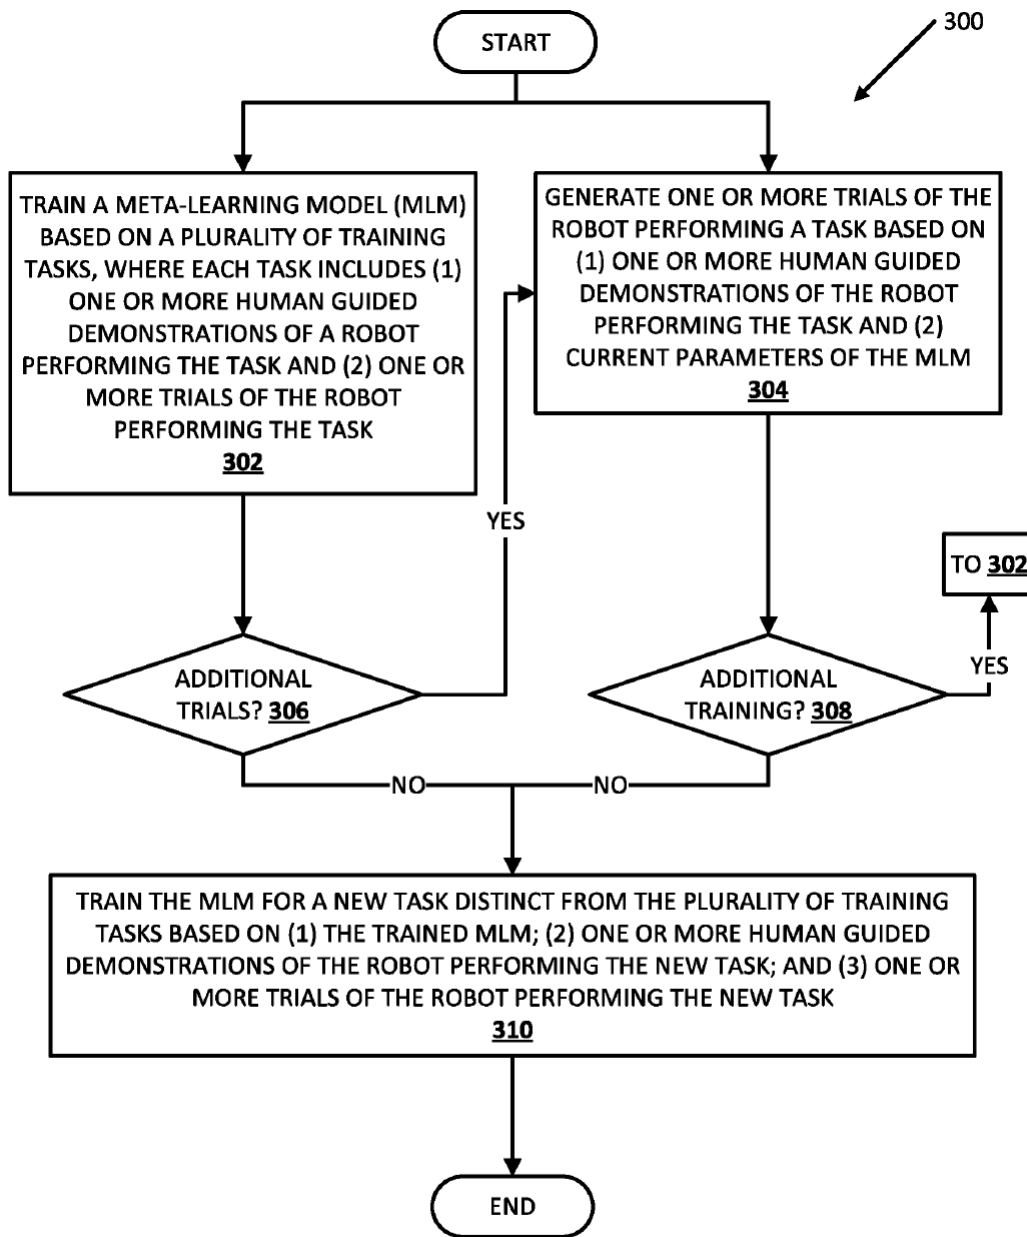 START
300
TRAIN A META-LEARNING MODEL (MLM)
BASED ON A PLURALITY OF TRAINING
TASKS, WHERE EACH TASK INCLUDES (1)
ONE OR MORE HUMAN GUIDED
DEMONSTRATIONS OF A ROBOT
PERFORMING THE TASK AND (2) ONE OR
MORE TRIALS OF THE ROBOT
PERFORMING THE TASK
302
GENERATE ONE OR MORE TRIALS OF THE
ROBOT PERFORMING A TASK BASED ON
(1) ONE OR MORE HUMAN GUIDED
DEMONSTRATIONS OF THE ROBOT
PERFORMING THE TASK AND (2)
CURRENT PARAMETERS OF THE MLM
304
YES
TO 302
YES
ADDITIONAL
TRIALS? 306
ADDITIONAL
TRAINING? 308
NO
NO
TRAIN THE MLM FOR A NEW TASK DISTINCT FROM THE PLURALITY OF TRAINING
TASKS BASED ON (1) THE TRAINED MLM; (2) ONE OR MORE HUMAN GUIDED
DEMONSTRATIONS OF THE ROBOT PERFORMING THE NEW TASK; AND (3) ONE OR
MORE TRIALS OF THE ROBOT PERFORMING THE NEW TASK
310
END